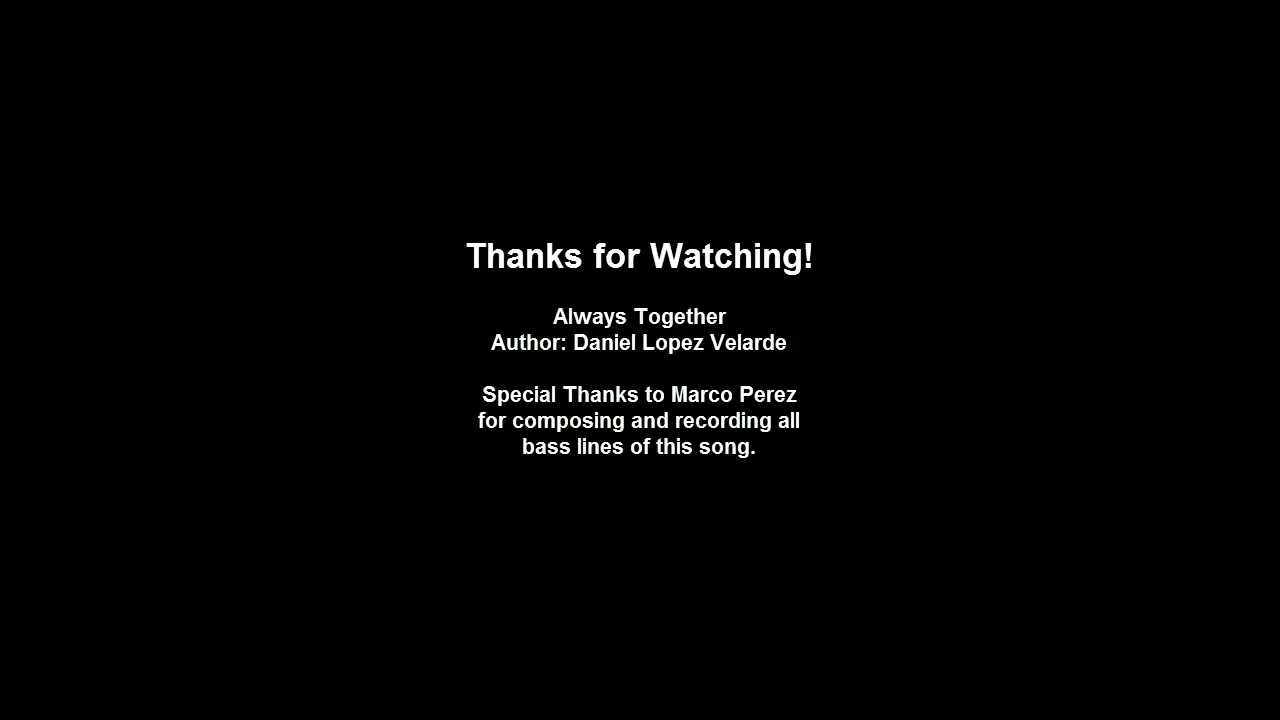 Thanks for Watching!
Always Together
Author: Daniel Lopez Velarde
Special Thanks to Marco Perez
for composing and recording all
bass lines of this song.